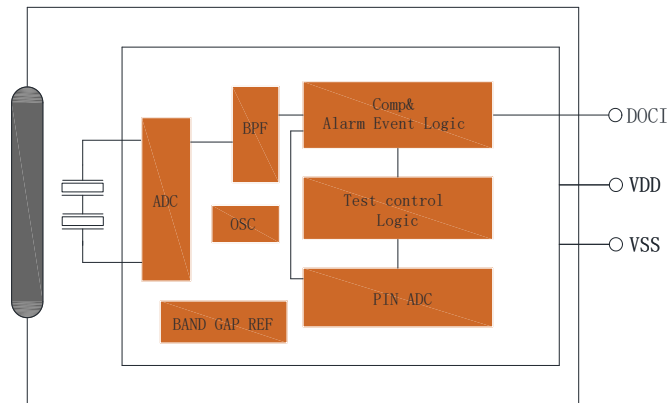 Comp&
Alarm Event Logic
DOCI
BPF
ADC
Test control
Logic
VDD
OSC
VSS
PIN ADC
BAND GAP REF